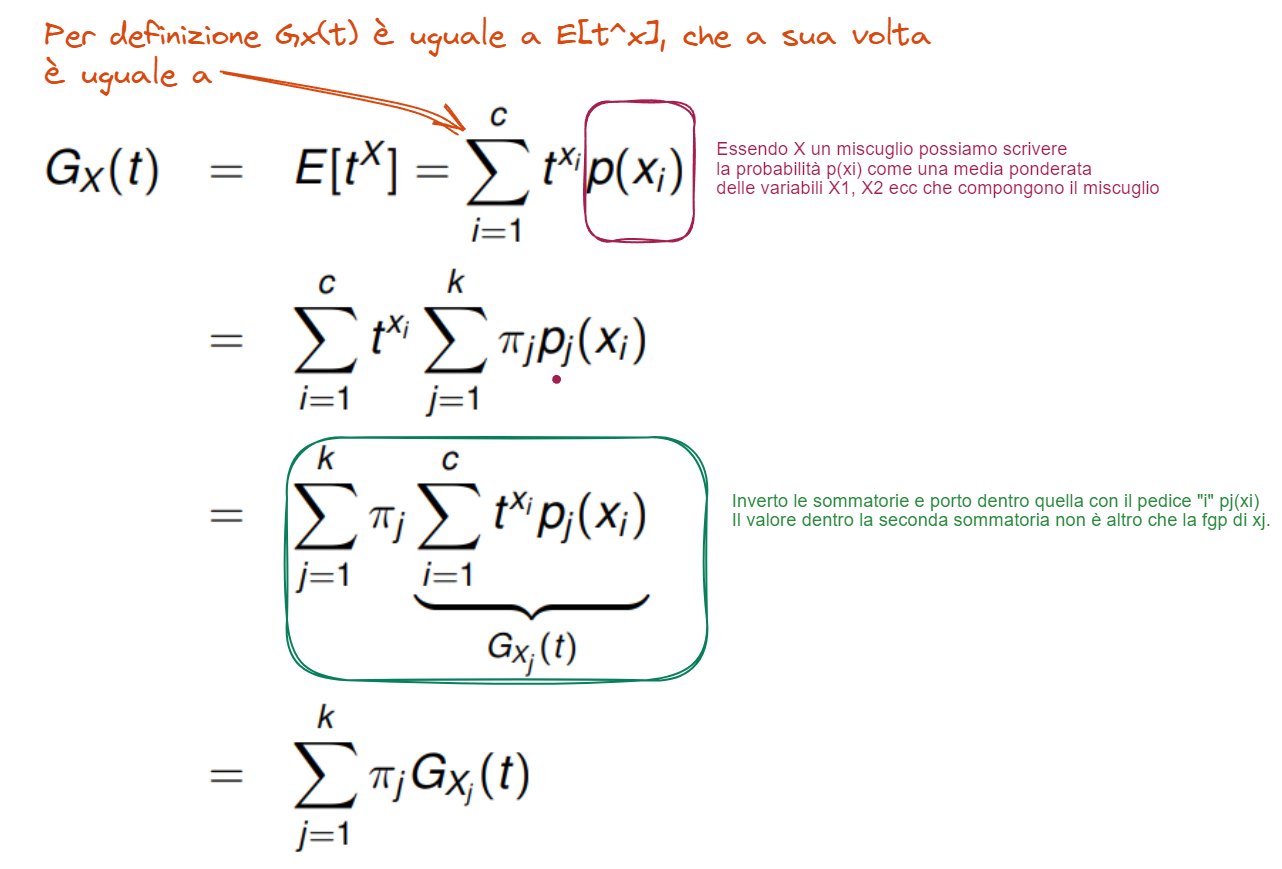 Per definizione Gx(t) è uguale a E[t^x], che a sua volta
è uguale a
G_X(t) = E[t^X] = \sum_{i=1}^{c} t^{x_i} p(x_i)
Essendo X un miscuglio possiamo scrivere
la probabilità p(xi) come una media ponderata
delle variabili X1, X2 ecc che compongono il miscuglio
= \sum_{i=1}^{c} t^{x_i} \sum_{j=1}^{k} π_j p_j(x_i)
= \sum_{j=1}^{k} π_j \sum_{i=1}^{c} t^{x_i} p_j(x_i)
G_{X_j}(t)
Inverto le sommatorie e porto dentro quella con il pedice "i" pj(xi)
Il valore dentro la seconda sommatoria non è altro che la fgp di xj.
= \sum_{j=1}^{k} π_j G_{X_j}(t)